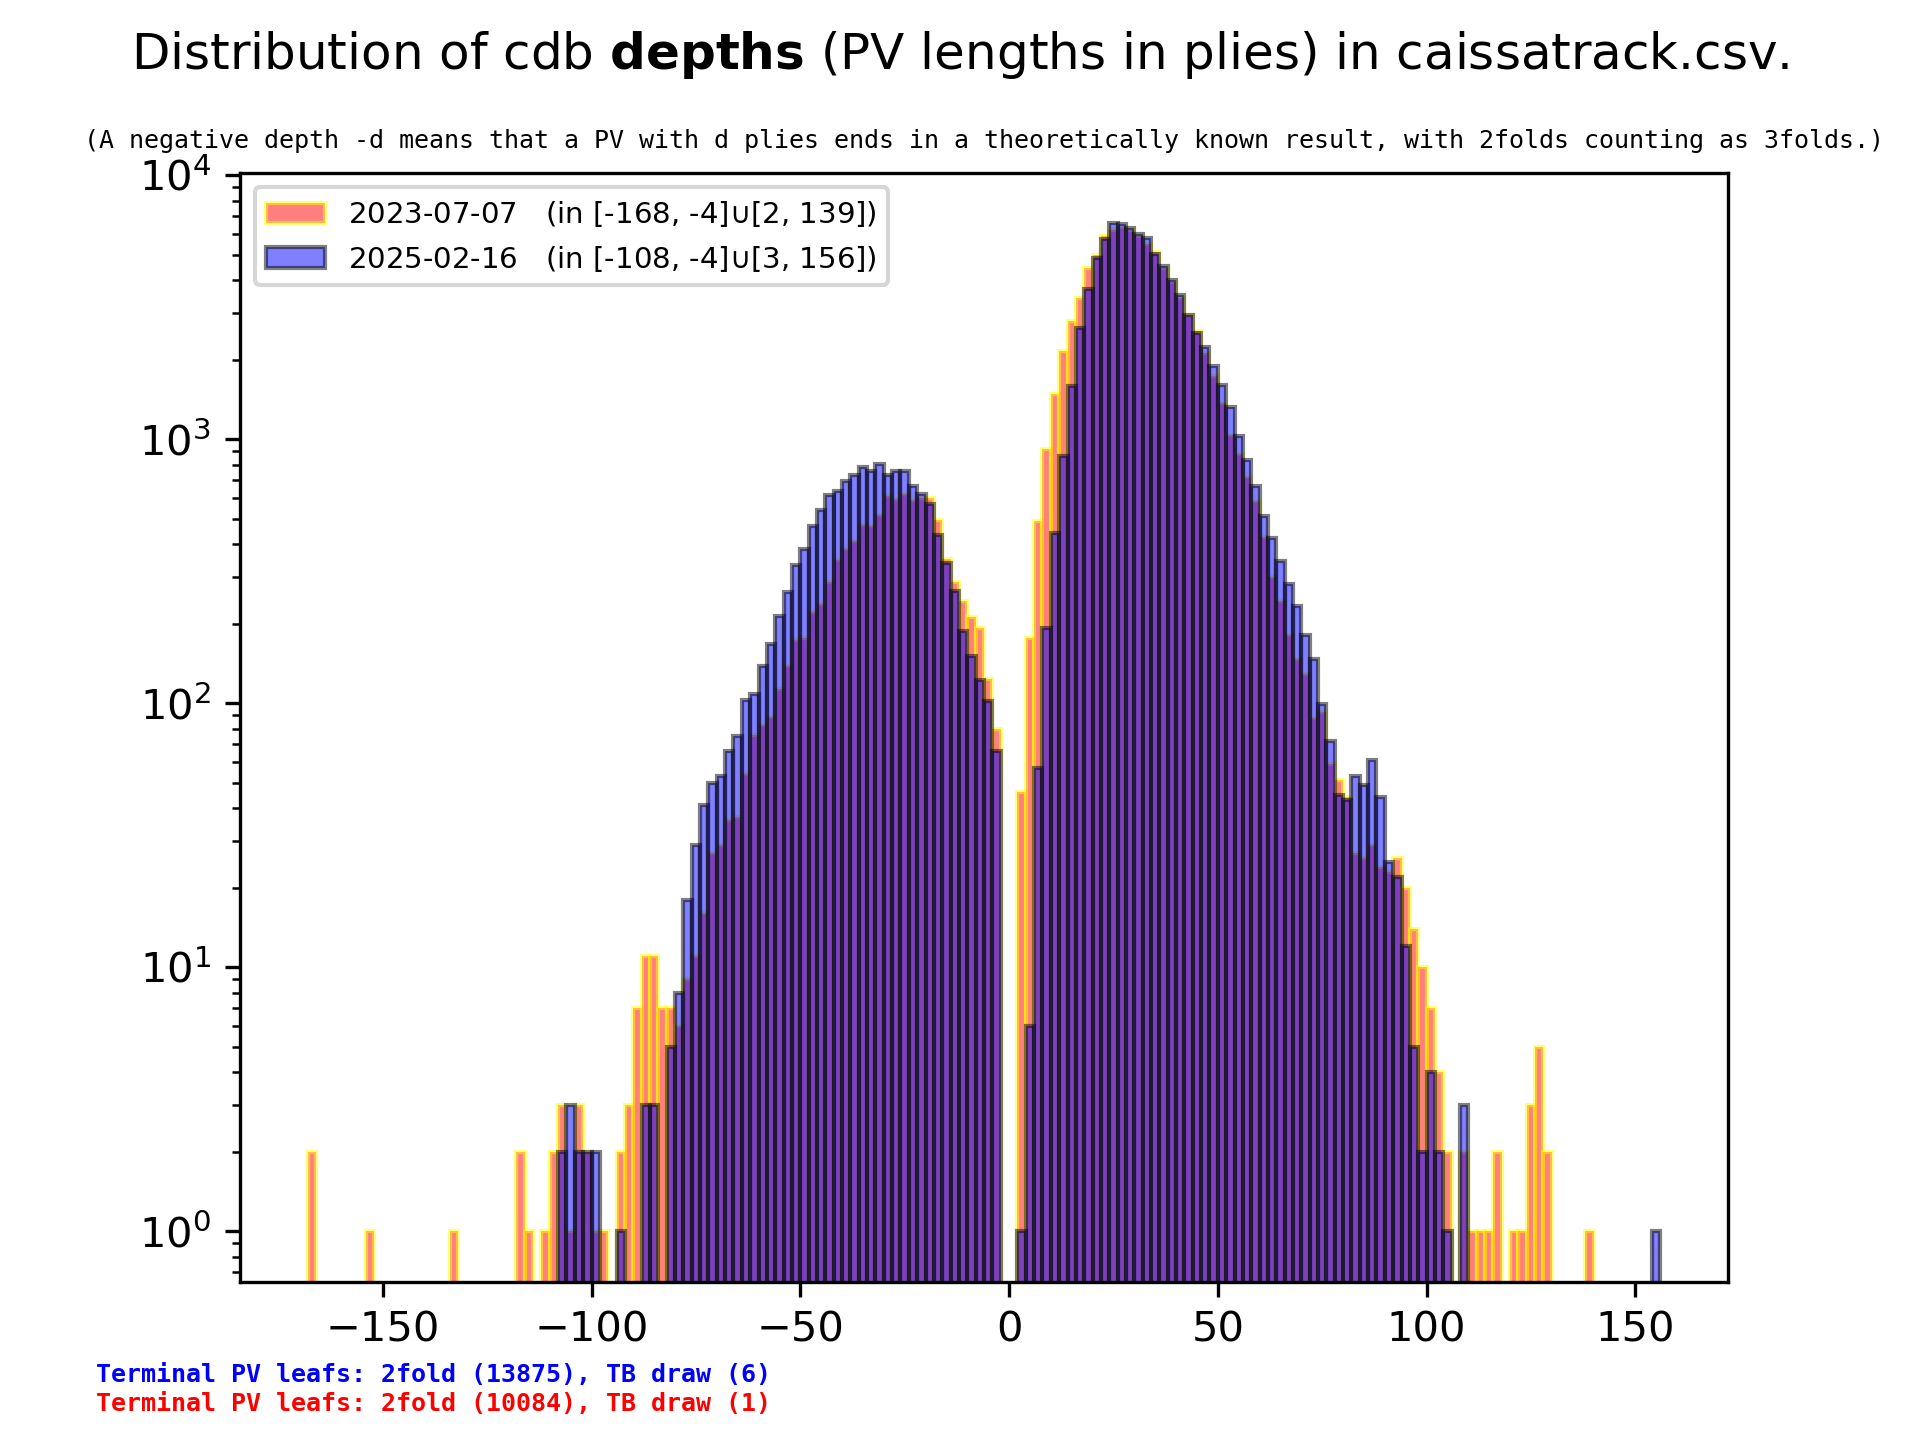 Distribution of cdb depths (PV lengths in plies) in caissatrack.csv.
(A negative depth -d means that a PV with d plies ends in a theoretically known result, with 2folds counting as 3folds.)
2023-07-07 (in [-168, -4]∪[2, 139])
2025-02-16 (in [-108, -4]∪[3, 156])
10⁴
10³
10²
10¹
10⁰
−150 −100 −50 0 50 100 150
Terminal PV leafs: 2fold (13875), TB draw (6)
Terminal PV leafs: 2fold (10084), TB draw (1)